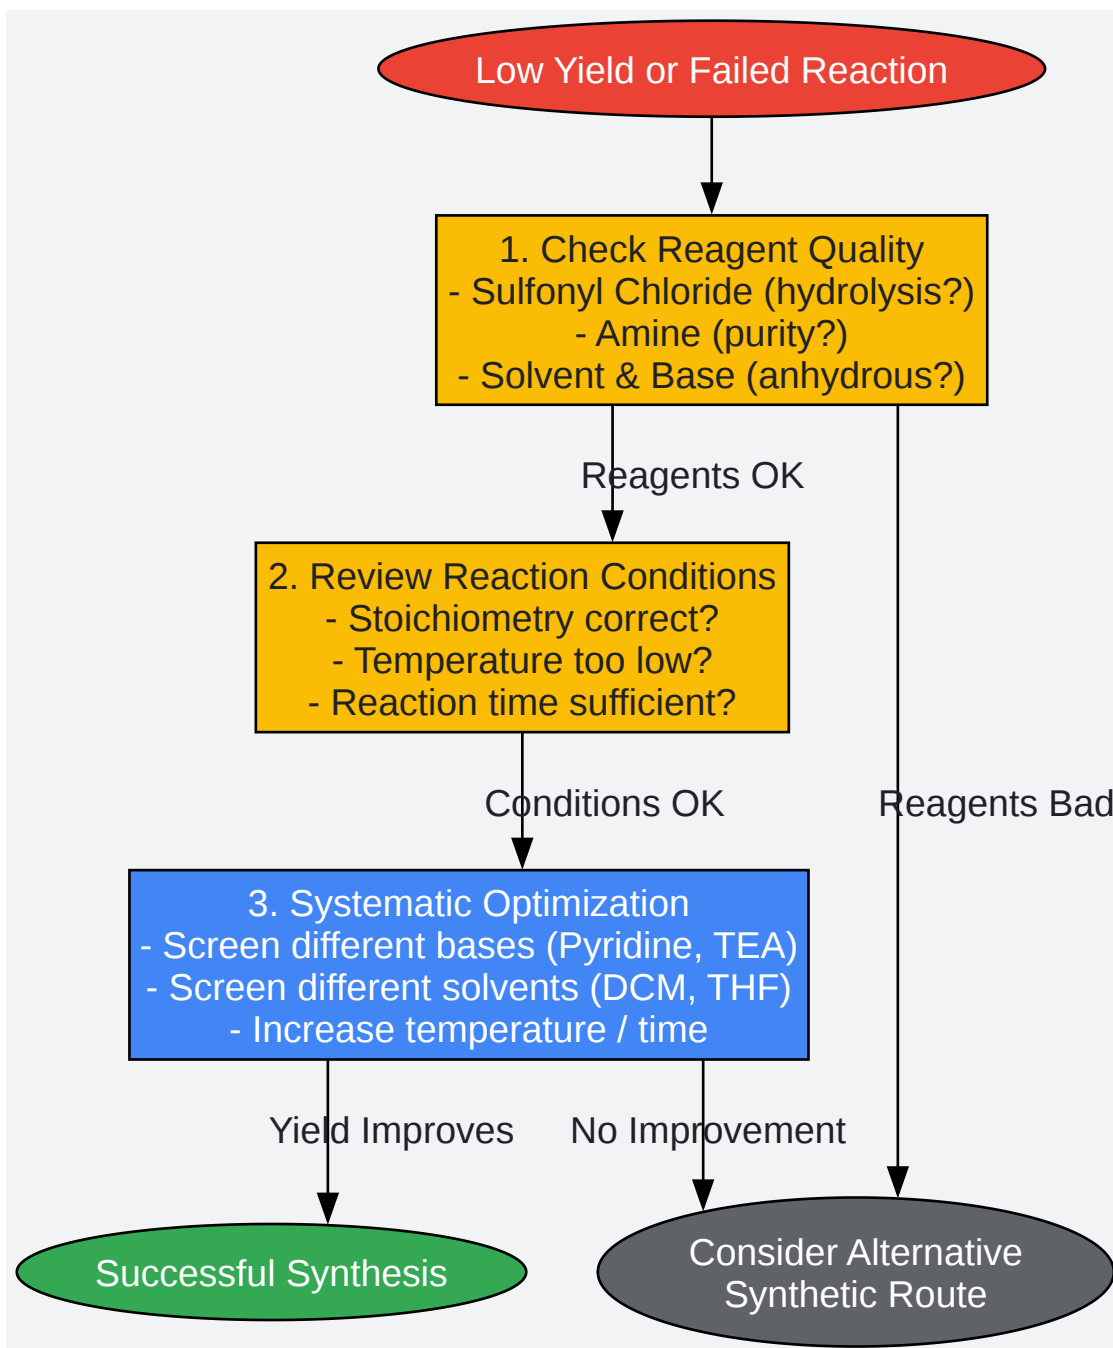 Low Yield or Failed Reaction
1. Check Reagent Quality
- Sulfonyl Chloride (hydrolysis?)
- Amine (purity?)
- Solvent & Base (anhydrous?)
Reagents OK
2. Review Reaction Conditions
- Stoichiometry correct?
- Temperature too low?
- Reaction time sufficient?
Conditions OK
Reagents Bad
3. Systematic Optimization
- Screen different bases (Pyridine, TEA)
- Screen different solvents (DCM, THF)
- Increase temperature / time
Yield Improves
No Improvement
Successful Synthesis
Consider Alternative
Synthetic Route